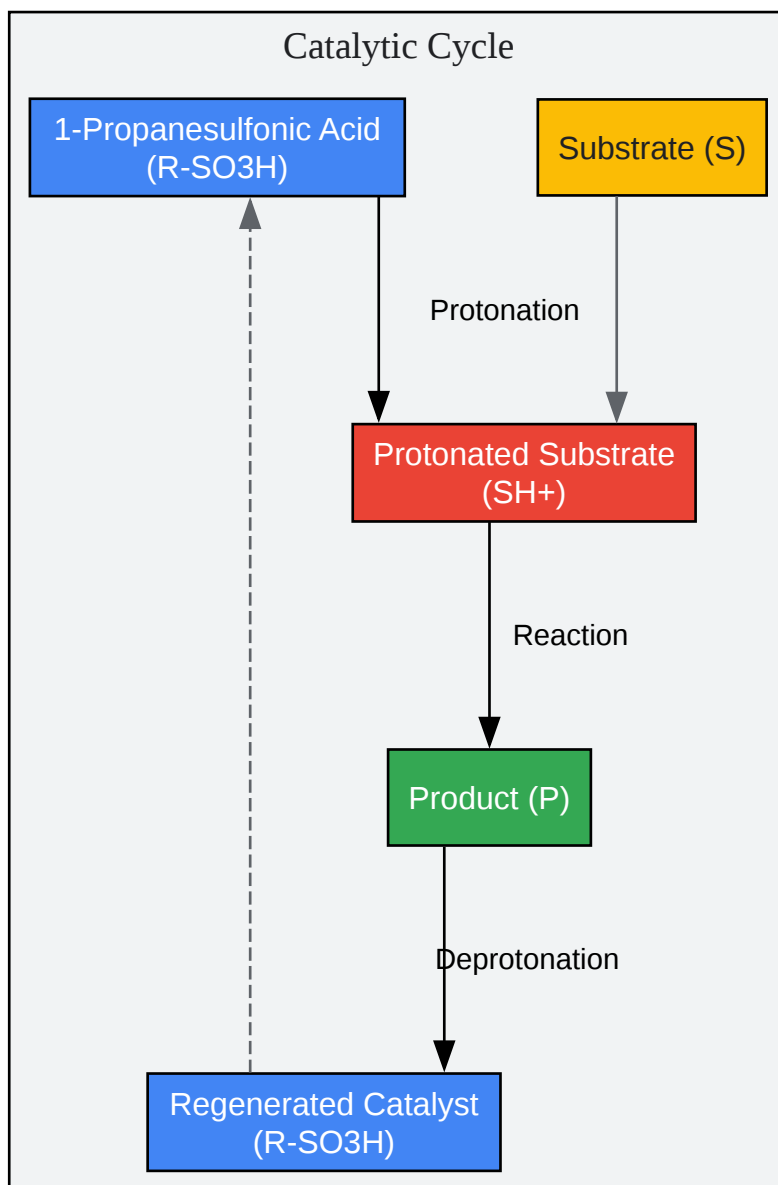 Catalytic Cycle
1-Propanesulfonic Acid
(R-SO3H)
Substrate (S)
Protonation
Protonated Substrate
(SH+)
Reaction
Product (P)
Deprotonation
Regenerated Catalyst
(R-SO3H)